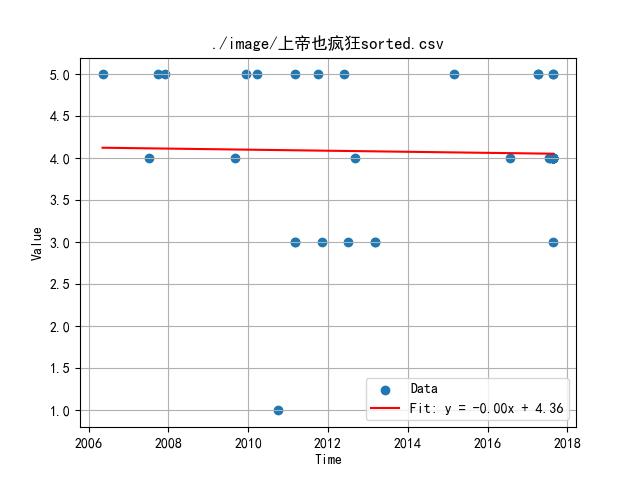 ./image/上帝也疯狂sorted.csv
Value
5.0
4.5
4.0
3.5
3.0
2.5
2.0
1.5
1.0
Data
Fit: y = -0.00x + 4.36
2006 2008 2010 2012 2014 2016 2018
Time